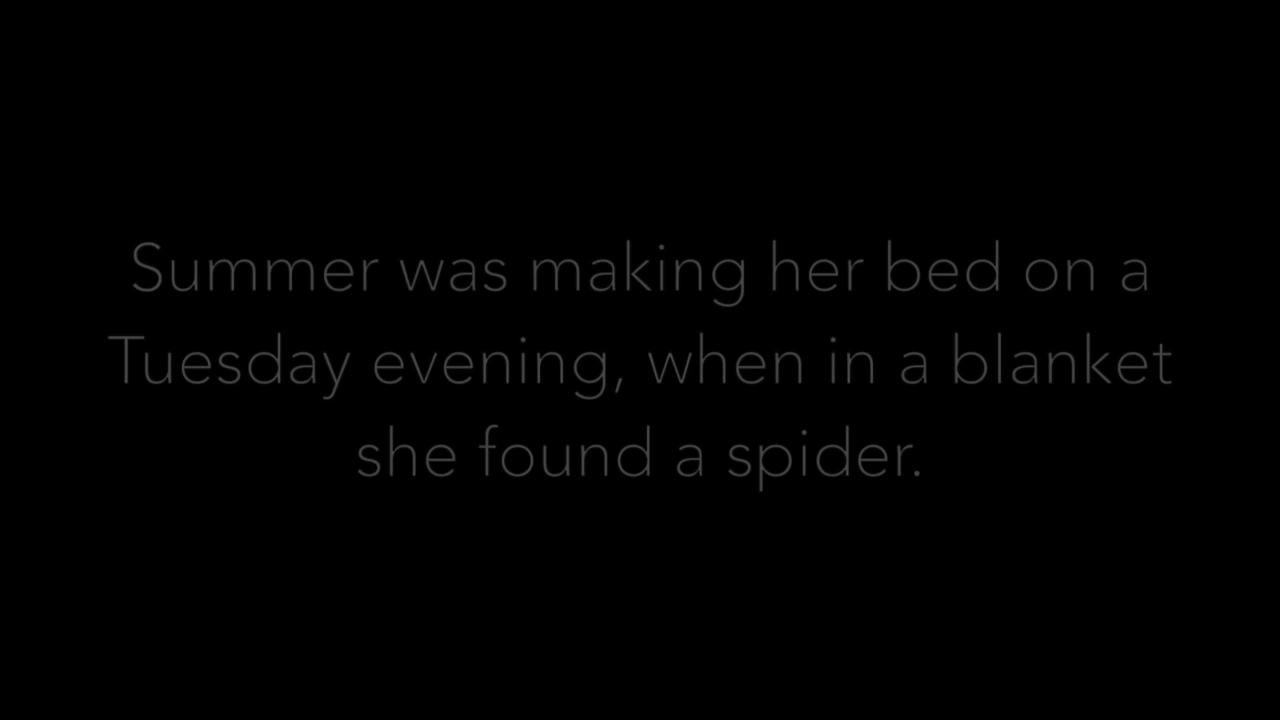 Summer was making her bed on a
Tuesday evening, when in a blanket
she found a spider.